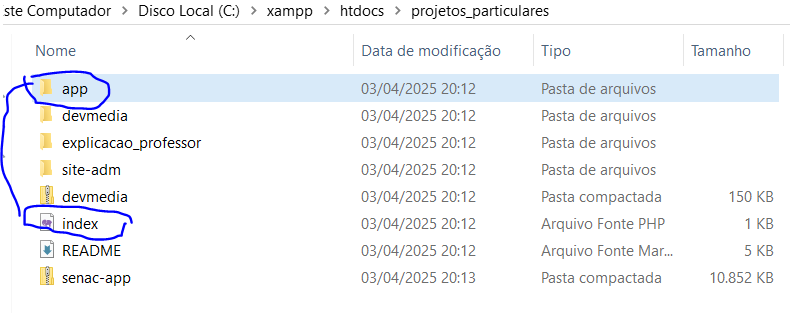 ste Computador > Disco Local (C:) > xampp > htdocs > projetos_particulares
Nome Data de modificação Tipo Tamanho
app 03/04/2025 20:12 Pasta de arquivos
devmedia 03/04/2025 20:12 Pasta de arquivos
explicacao_professor 03/04/2025 20:12 Pasta de arquivos
site-adm 03/04/2025 20:12 Pasta de arquivos
devmedia 03/04/2025 20:12 Pasta compactada 150 KB
index 03/04/2025 20:12 Arquivo Fonte PHP 1 KB
README 03/04/2025 20:12 Arquivo Fonte Mar... 5 KB
senac-app 03/04/2025 20:13 Pasta compactada 10.852 KB